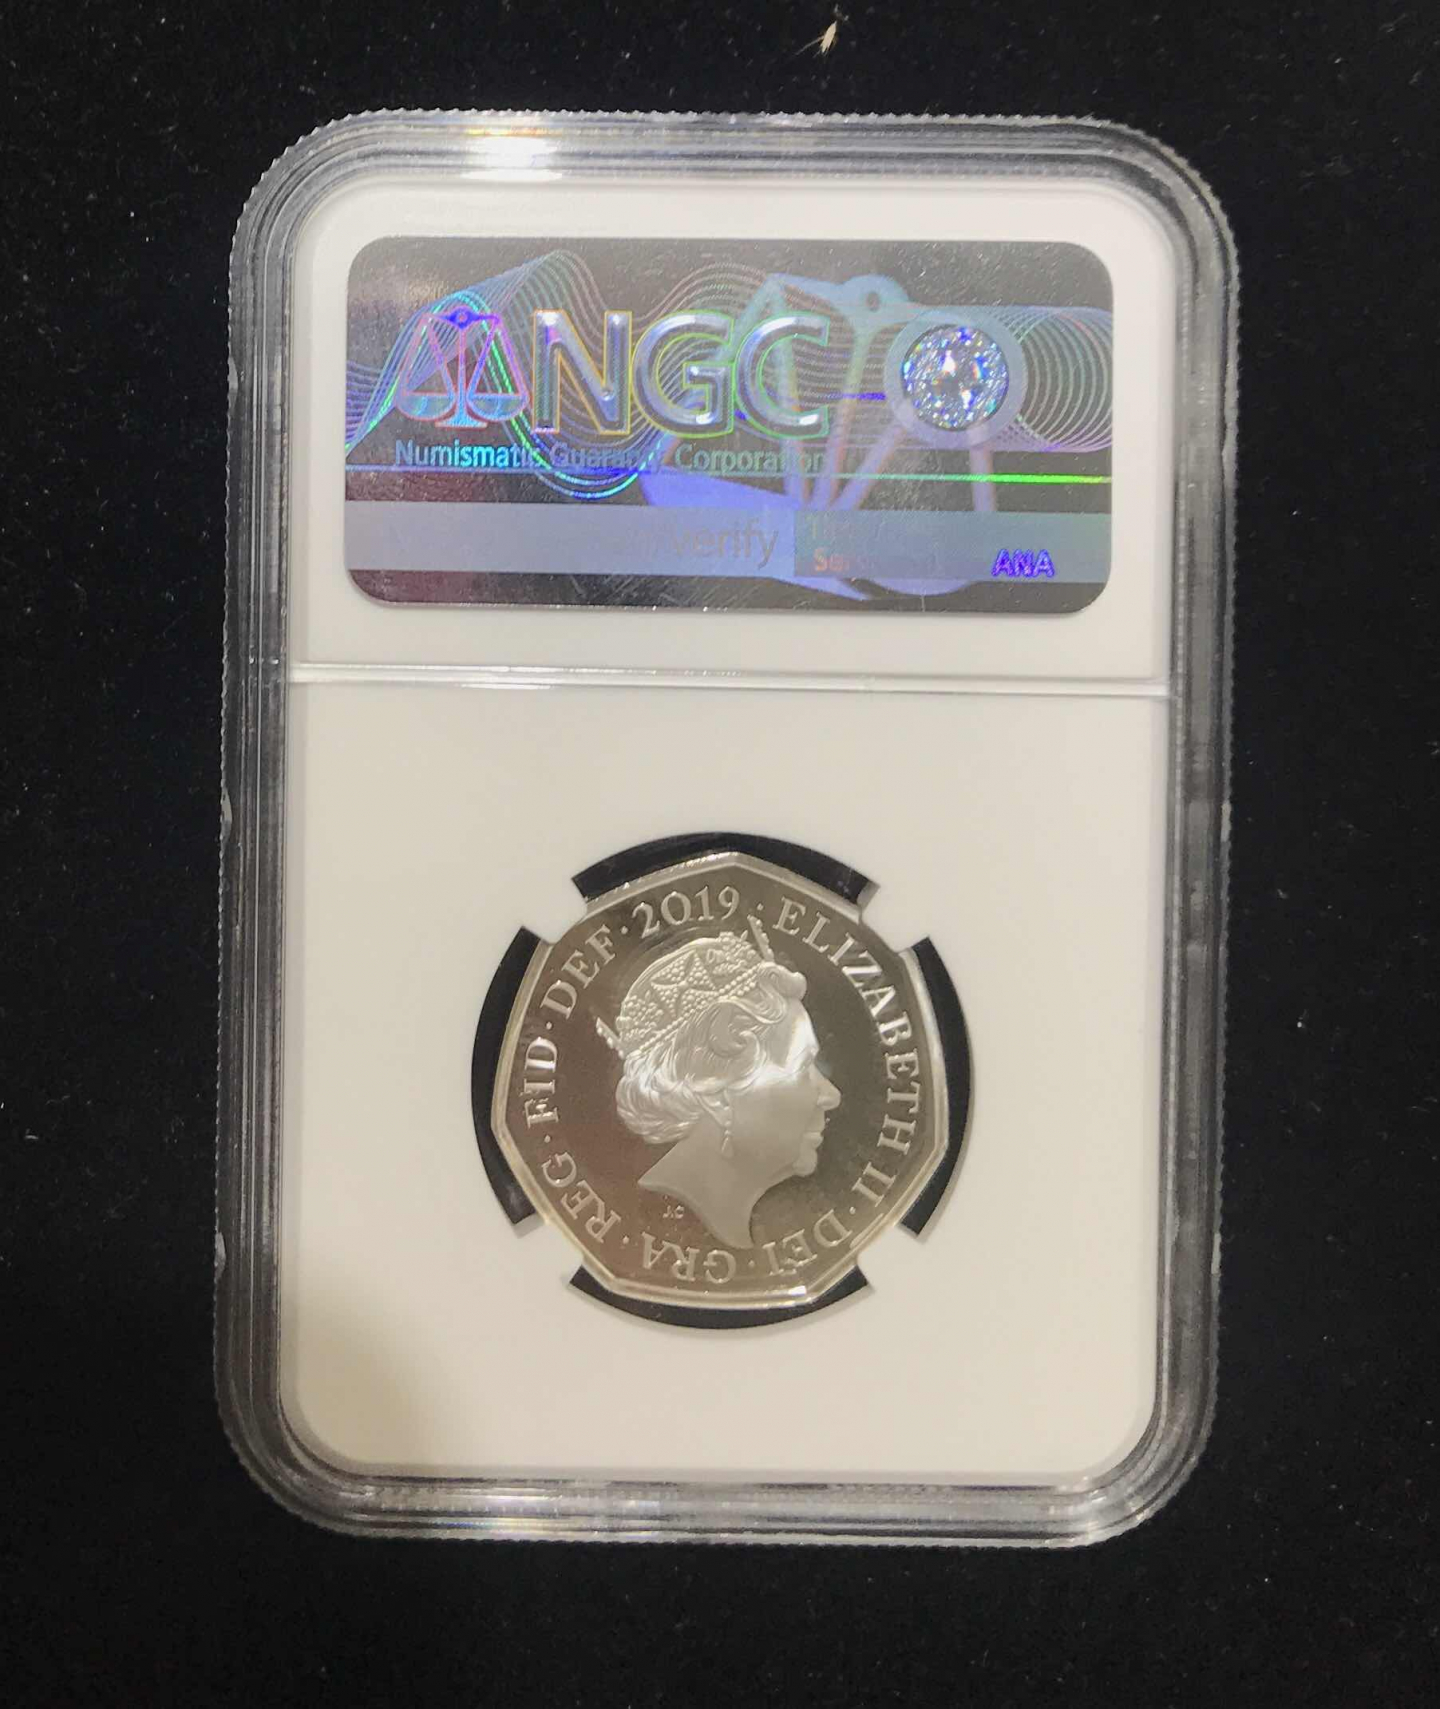 NGC
Numismatic Guaranty Corporation
verify
ANA
ELIZABETH II · DEI · GRA · REG · FID · DEF · 2019 ·
J.C